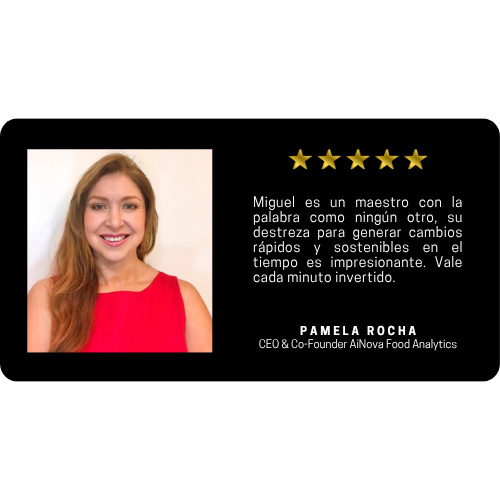 Miguel es un maestro con la
palabra como ningún otro, su
destreza para generar cambios
rápidos y sostenibles en el
tiempo es impresionante. Vale
cada minuto invertido.
PAMELA ROCHA
CEO & Co-Founder AiNova Food Analytics